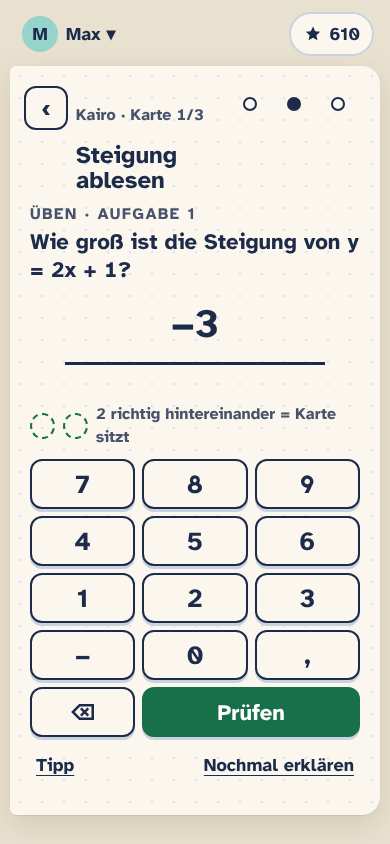 M Max ▾
★ 610
‹
Kairo · Karte 1/3
Steigung
ablesen
ÜBEN · AUFGABE 1
Wie groß ist die Steigung von y
= 2x + 1?
−3
2 richtig hintereinander = Karte
sitzt
7 8 9
4 5 6
1 2 3
− 0 ,
⌫ Prüfen
Tipp Nochmal erklären